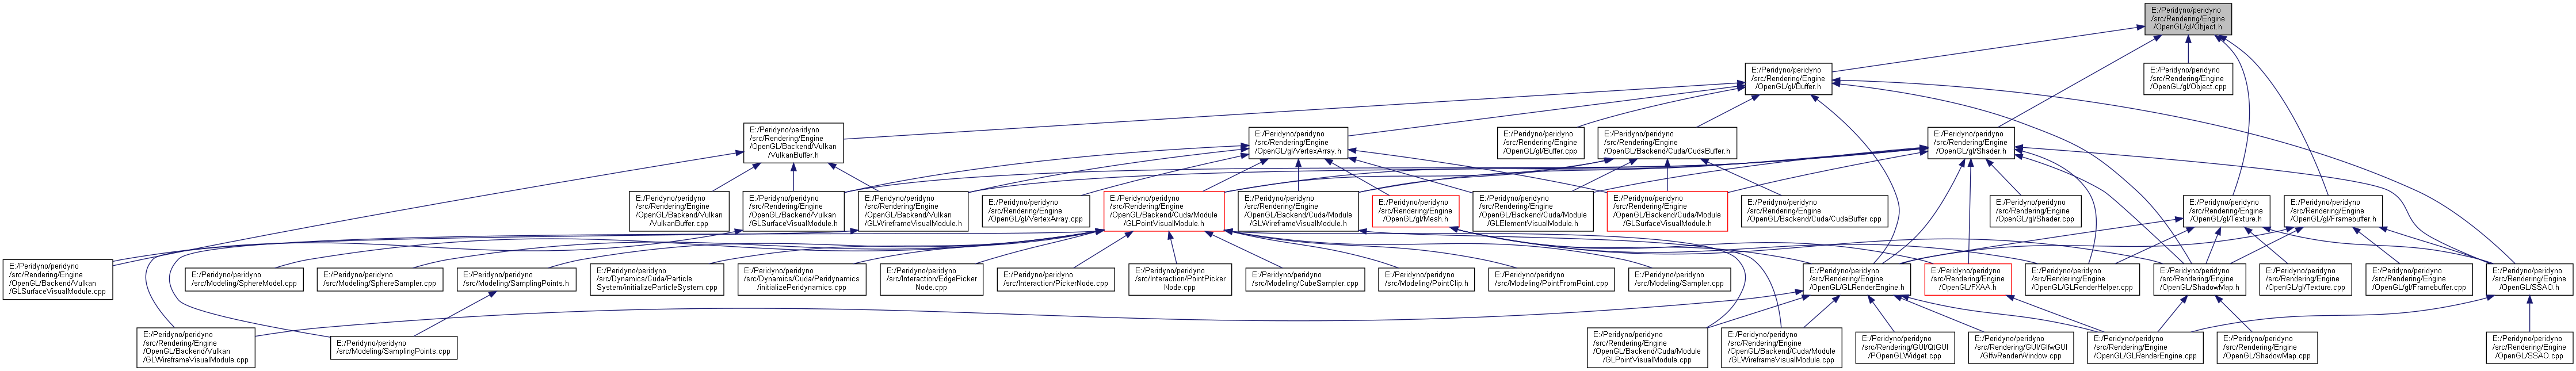 E:/Peridyno/peridyno
/src/Rendering/Engine
/OpenGL/gl/Object.h
E:/Peridyno/peridyno
/src/Rendering/Engine
/OpenGL/gl/Buffer.h
E:/Peridyno/peridyno
/src/Rendering/Engine
/OpenGL/gl/Object.cpp
E:/Peridyno/peridyno
/src/Rendering/Engine
/OpenGL/Backend/Vulkan
/VulkanBuffer.h
E:/Peridyno/peridyno
/src/Rendering/Engine
/OpenGL/gl/VertexArray.h
E:/Peridyno/peridyno
/src/Rendering/Engine
/OpenGL/gl/Buffer.cpp
E:/Peridyno/peridyno
/src/Rendering/Engine
/OpenGL/Backend/Cuda/CudaBuffer.h
E:/Peridyno/peridyno
/src/Rendering/Engine
/OpenGL/gl/Shader.h
E:/Peridyno/peridyno
/src/Rendering/Engine
/OpenGL/Backend/Vulkan
/VulkanBuffer.cpp
E:/Peridyno/peridyno
/src/Rendering/Engine
/OpenGL/Backend/Vulkan
/GLSurfaceVisualModule.h
E:/Peridyno/peridyno
/src/Rendering/Engine
/OpenGL/Backend/Vulkan
/GLWireframeVisualModule.h
E:/Peridyno/peridyno
/src/Rendering/Engine
/OpenGL/gl/VertexArray.cpp
E:/Peridyno/peridyno
/src/Rendering/Engine
/OpenGL/Backend/Cuda/Module
/GLPointVisualModule.h
E:/Peridyno/peridyno
/src/Rendering/Engine
/OpenGL/Backend/Cuda/Module
/GLWireframeVisualModule.h
E:/Peridyno/peridyno
/src/Rendering/Engine
/OpenGL/gl/Mesh.h
E:/Peridyno/peridyno
/src/Rendering/Engine
/OpenGL/Backend/Cuda/Module
/GLElementVisualModule.h
E:/Peridyno/peridyno
/src/Rendering/Engine
/OpenGL/Backend/Cuda/Module
/GLSurfaceVisualModule.h
E:/Peridyno/peridyno
/src/Rendering/Engine
/OpenGL/Backend/Cuda/CudaBuffer.cpp
E:/Peridyno/peridyno
/src/Rendering/Engine
/OpenGL/gl/Shader.cpp
E:/Peridyno/peridyno
/src/Rendering/Engine
/OpenGL/gl/Texture.h
E:/Peridyno/peridyno
/src/Rendering/Engine
/OpenGL/gl/Framebuffer.h
E:/Peridyno/peridyno
/src/Rendering/Engine
/OpenGL/Backend/Vulkan
/GLSurfaceVisualModule.cpp
E:/Peridyno/peridyno
/src/Modeling/SphereModel.cpp
E:/Peridyno/peridyno
/src/Modeling/SphereSampler.cpp
E:/Peridyno/peridyno
/src/Modeling/SamplingPoints.h
E:/Peridyno/peridyno
/src/Dynamics/Cuda/Particle
System/initializeParticleSystem.cpp
E:/Peridyno/peridyno
/src/Dynamics/Cuda/Peridynamics
/initializePeridynamics.cpp
E:/Peridyno/peridyno
/src/Interaction/EdgePicker
Node.cpp
E:/Peridyno/peridyno
/src/Interaction/PickerNode.cpp
E:/Peridyno/peridyno
/src/Interaction/PointPicker
Node.cpp
E:/Peridyno/peridyno
/src/Modeling/CubeSampler.cpp
E:/Peridyno/peridyno
/src/Modeling/PointClip.h
E:/Peridyno/peridyno
/src/Modeling/PointFromPoint.cpp
E:/Peridyno/peridyno
/src/Modeling/Sampler.cpp
E:/Peridyno/peridyno
/src/Rendering/Engine
/OpenGL/GLRenderEngine.h
E:/Peridyno/peridyno
/src/Rendering/Engine
/OpenGL/FXAA.h
E:/Peridyno/peridyno
/src/Rendering/Engine
/OpenGL/GLRenderHelper.cpp
E:/Peridyno/peridyno
/src/Rendering/Engine
/OpenGL/ShadowMap.h
E:/Peridyno/peridyno
/src/Rendering/Engine
/OpenGL/gl/Texture.cpp
E:/Peridyno/peridyno
/src/Rendering/Engine
/OpenGL/gl/Framebuffer.cpp
E:/Peridyno/peridyno
/src/Rendering/Engine
/OpenGL/SSAO.h
E:/Peridyno/peridyno
/src/Rendering/Engine
/OpenGL/Backend/Vulkan
/GLWireframeVisualModule.cpp
E:/Peridyno/peridyno
/src/Modeling/SamplingPoints.cpp
E:/Peridyno/peridyno
/src/Rendering/Engine
/OpenGL/Backend/Cuda/Module
/GLPointVisualModule.cpp
E:/Peridyno/peridyno
/src/Rendering/Engine
/OpenGL/Backend/Cuda/Module
/GLWireframeVisualModule.cpp
E:/Peridyno/peridyno
/src/Rendering/GUI/QtGUI
/POpenGLWidget.cpp
E:/Peridyno/peridyno
/src/Rendering/GUI/GlfwGUI
/GlfwRenderWindow.cpp
E:/Peridyno/peridyno
/src/Rendering/Engine
/OpenGL/GLRenderEngine.cpp
E:/Peridyno/peridyno
/src/Rendering/Engine
/OpenGL/ShadowMap.cpp
E:/Peridyno/peridyno
/src/Rendering/Engine
/OpenGL/SSAO.cpp